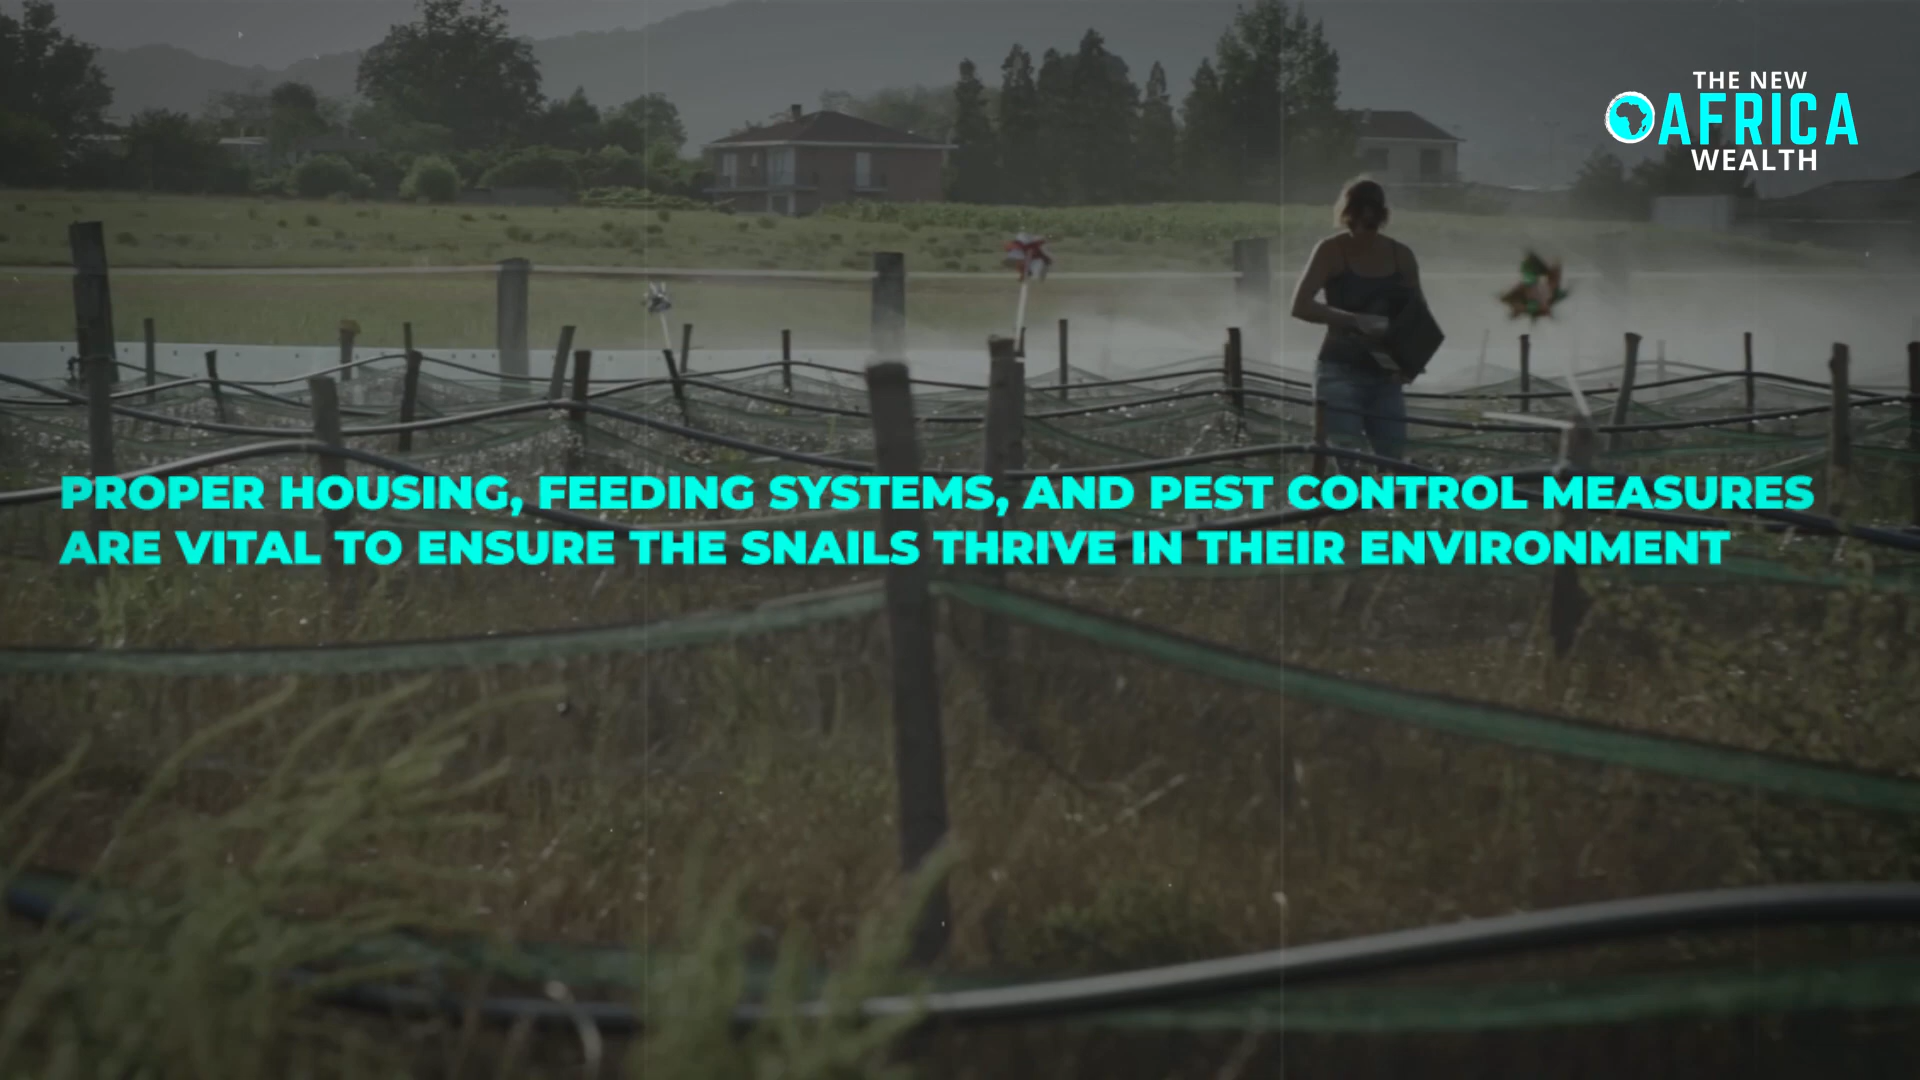 THE NEW
AFRICA
WEALTH
PROPER HOUSING, FEEDING SYSTEMS, AND PEST CONTROL MEASURES
ARE VITAL TO ENSURE THE SNAILS THRIVE IN THEIR ENVIRONMENT